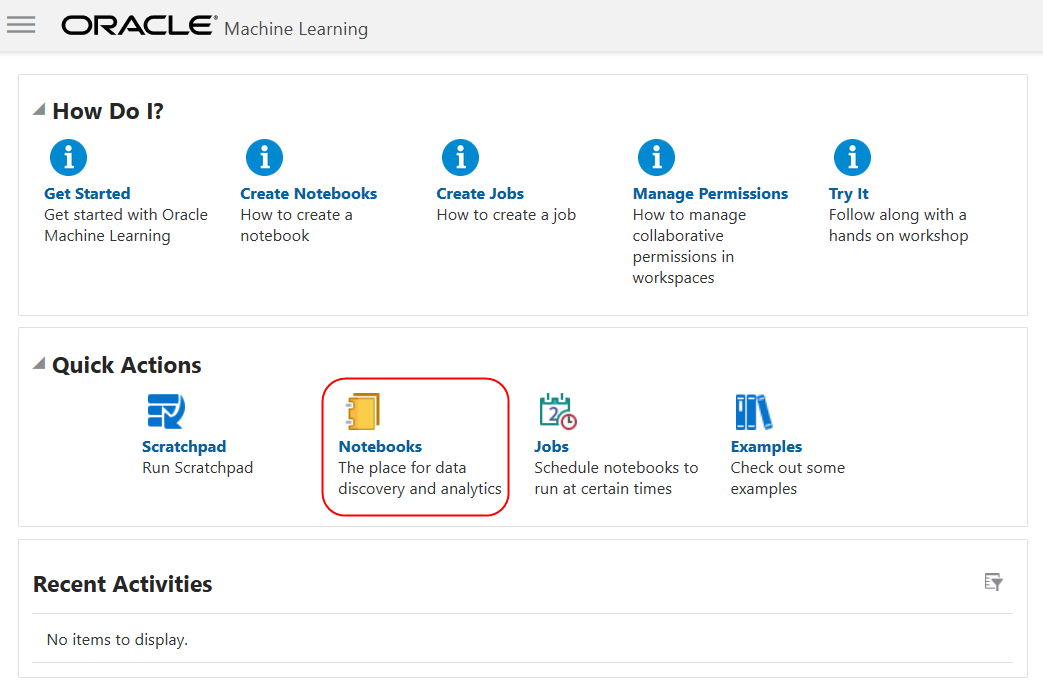 ORACLE® Machine Learning
How Do I?
Get Started
Get started with Oracle
Machine Learning
Create Notebooks
How to create a
notebook
Create Jobs
How to create a job
Manage Permissions
How to manage
collaborative
permissions in
workspaces
Try It
Follow along with a
hands on workshop
Quick Actions
Scratchpad
Run Scratchpad
Notebooks
The place for data
discovery and analytics
2
Jobs
Schedule notebooks to
run at certain times
Examples
Check out some
examples
Recent Activities
No items to display.